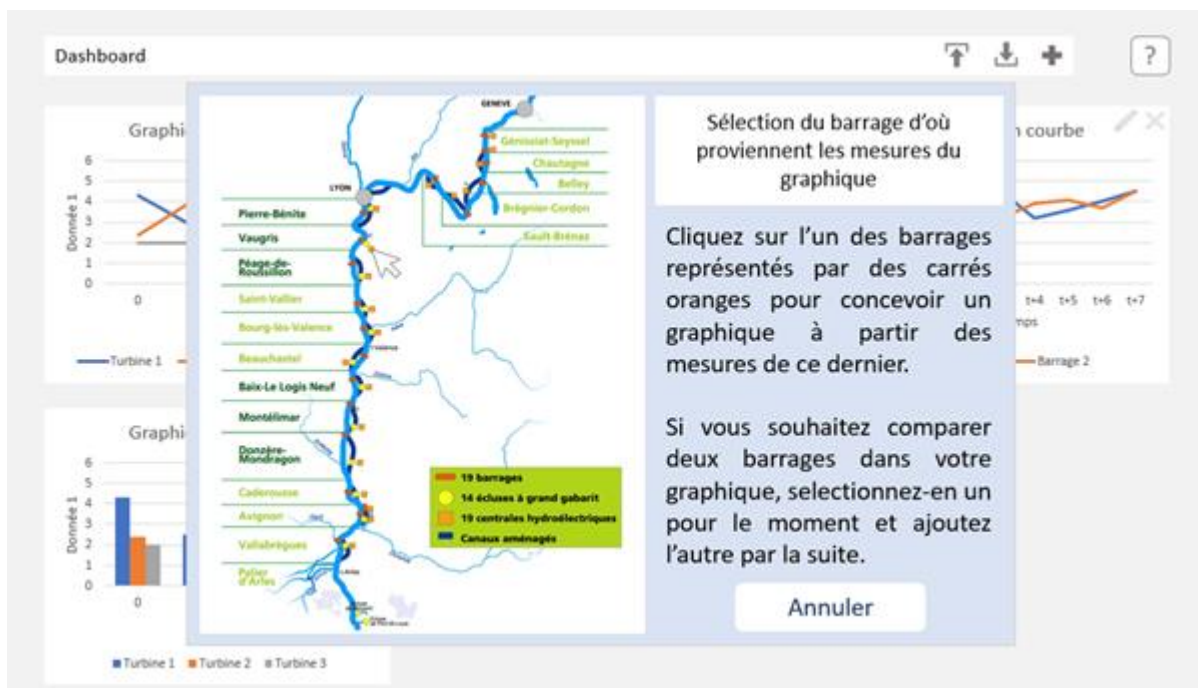 Dashboard
?
Graphi
Donnée 1
6
5
4
3
2
1
0
0
Turbine 1
n courbe
t+4 t+5 t+6 t+7
mps
Barrage 2
Graphi
Donnée 1
6
5
4
3
2
1
0
0
Turbine 1 Turbine 2 Turbine 3
GENEVE
LYON
Génissiat-Seyssel
Chautagne
Belley
Brégnier-Cordon
Sault-Brénaz
Pierre-Bénite
Vaugris
Péage-de-
Roussillon
Saint-Vallier
Bourg-lès-Valence
Valence
Beauchastel
Baix-Le Logis Neuf
Montélimar
Donzère-
Mondragon
Caderousse
Avignon
Vallabrègues
Palier
d'Arles
19 barrages
14 écluses à grand gabarit
19 centrales hydroélectriques
Canaux aménagés
Sélection du barrage d'où
proviennent les mesures du
graphique
Cliquez sur l'un des barrages
représentés par des carrés
oranges pour concevoir un
graphique à partir des
mesures de ce dernier.
Si vous souhaitez comparer
deux barrages dans votre
graphique, selectionnez-en un
pour le moment et ajoutez
l'autre par la suite.
Annuler